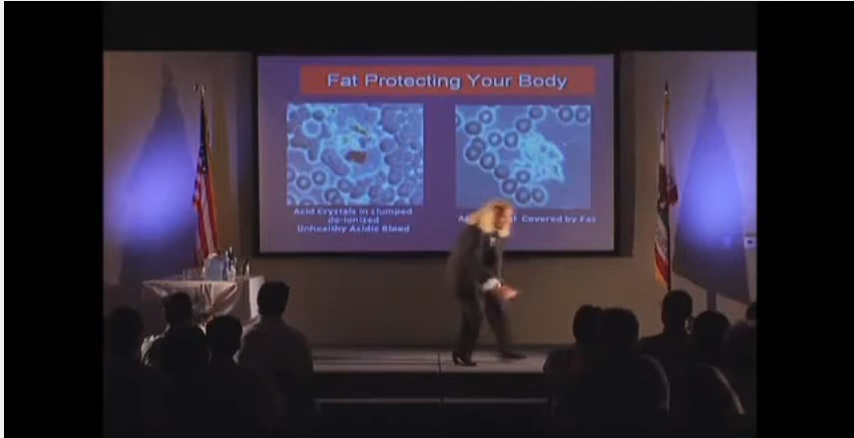 Fat Protecting Your Body
Acid Crystals in clumped
de-ionized
Unhealthy Acidic Blood
Covered by Fat